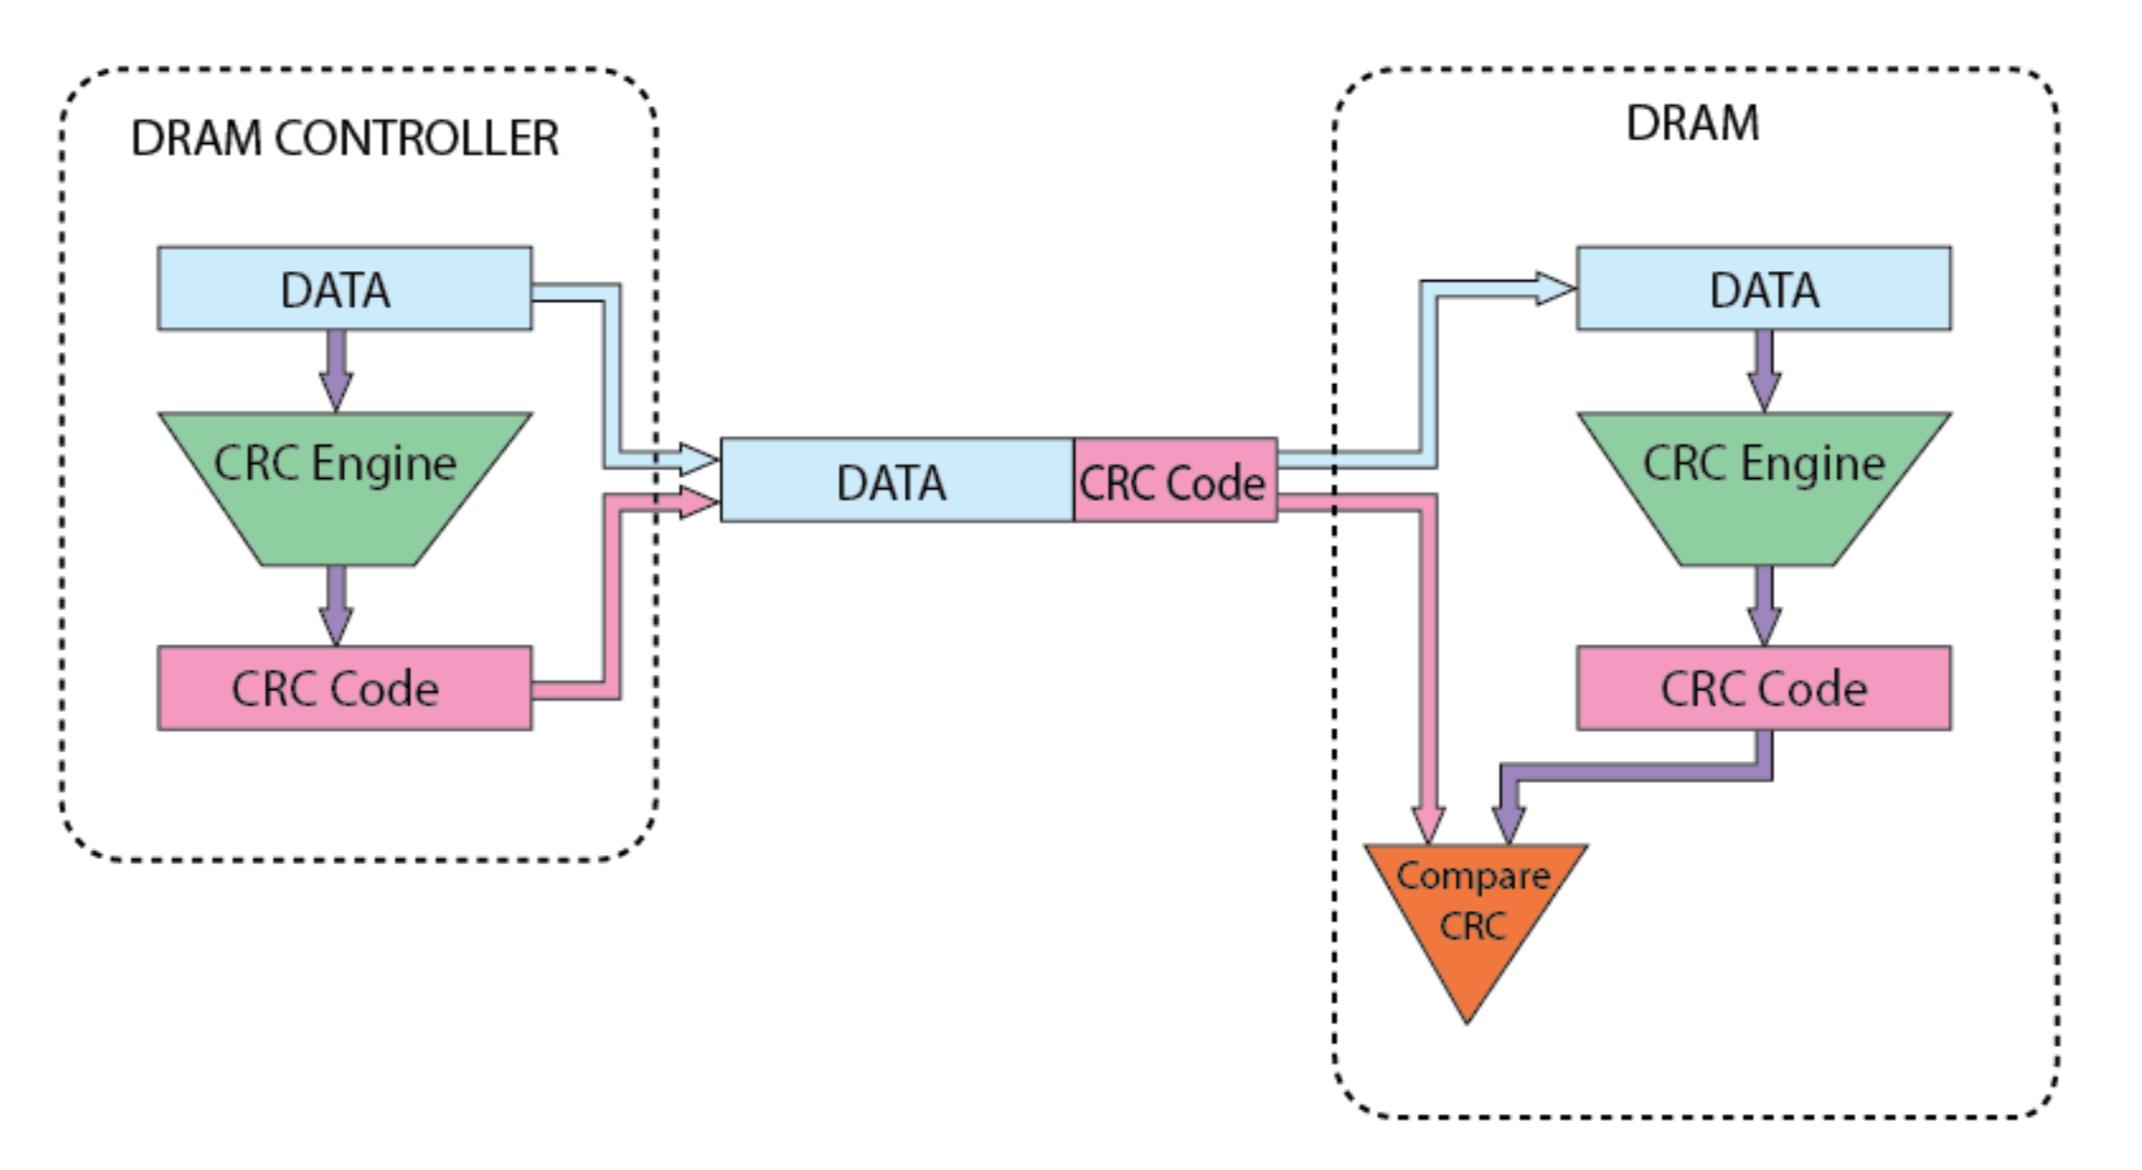 DRAM CONTROLLER
DATA
CRC Engine
CRC Code
DATA
CRC Code
DRAM
DATA
CRC Engine
CRC Code
Compare
CRC